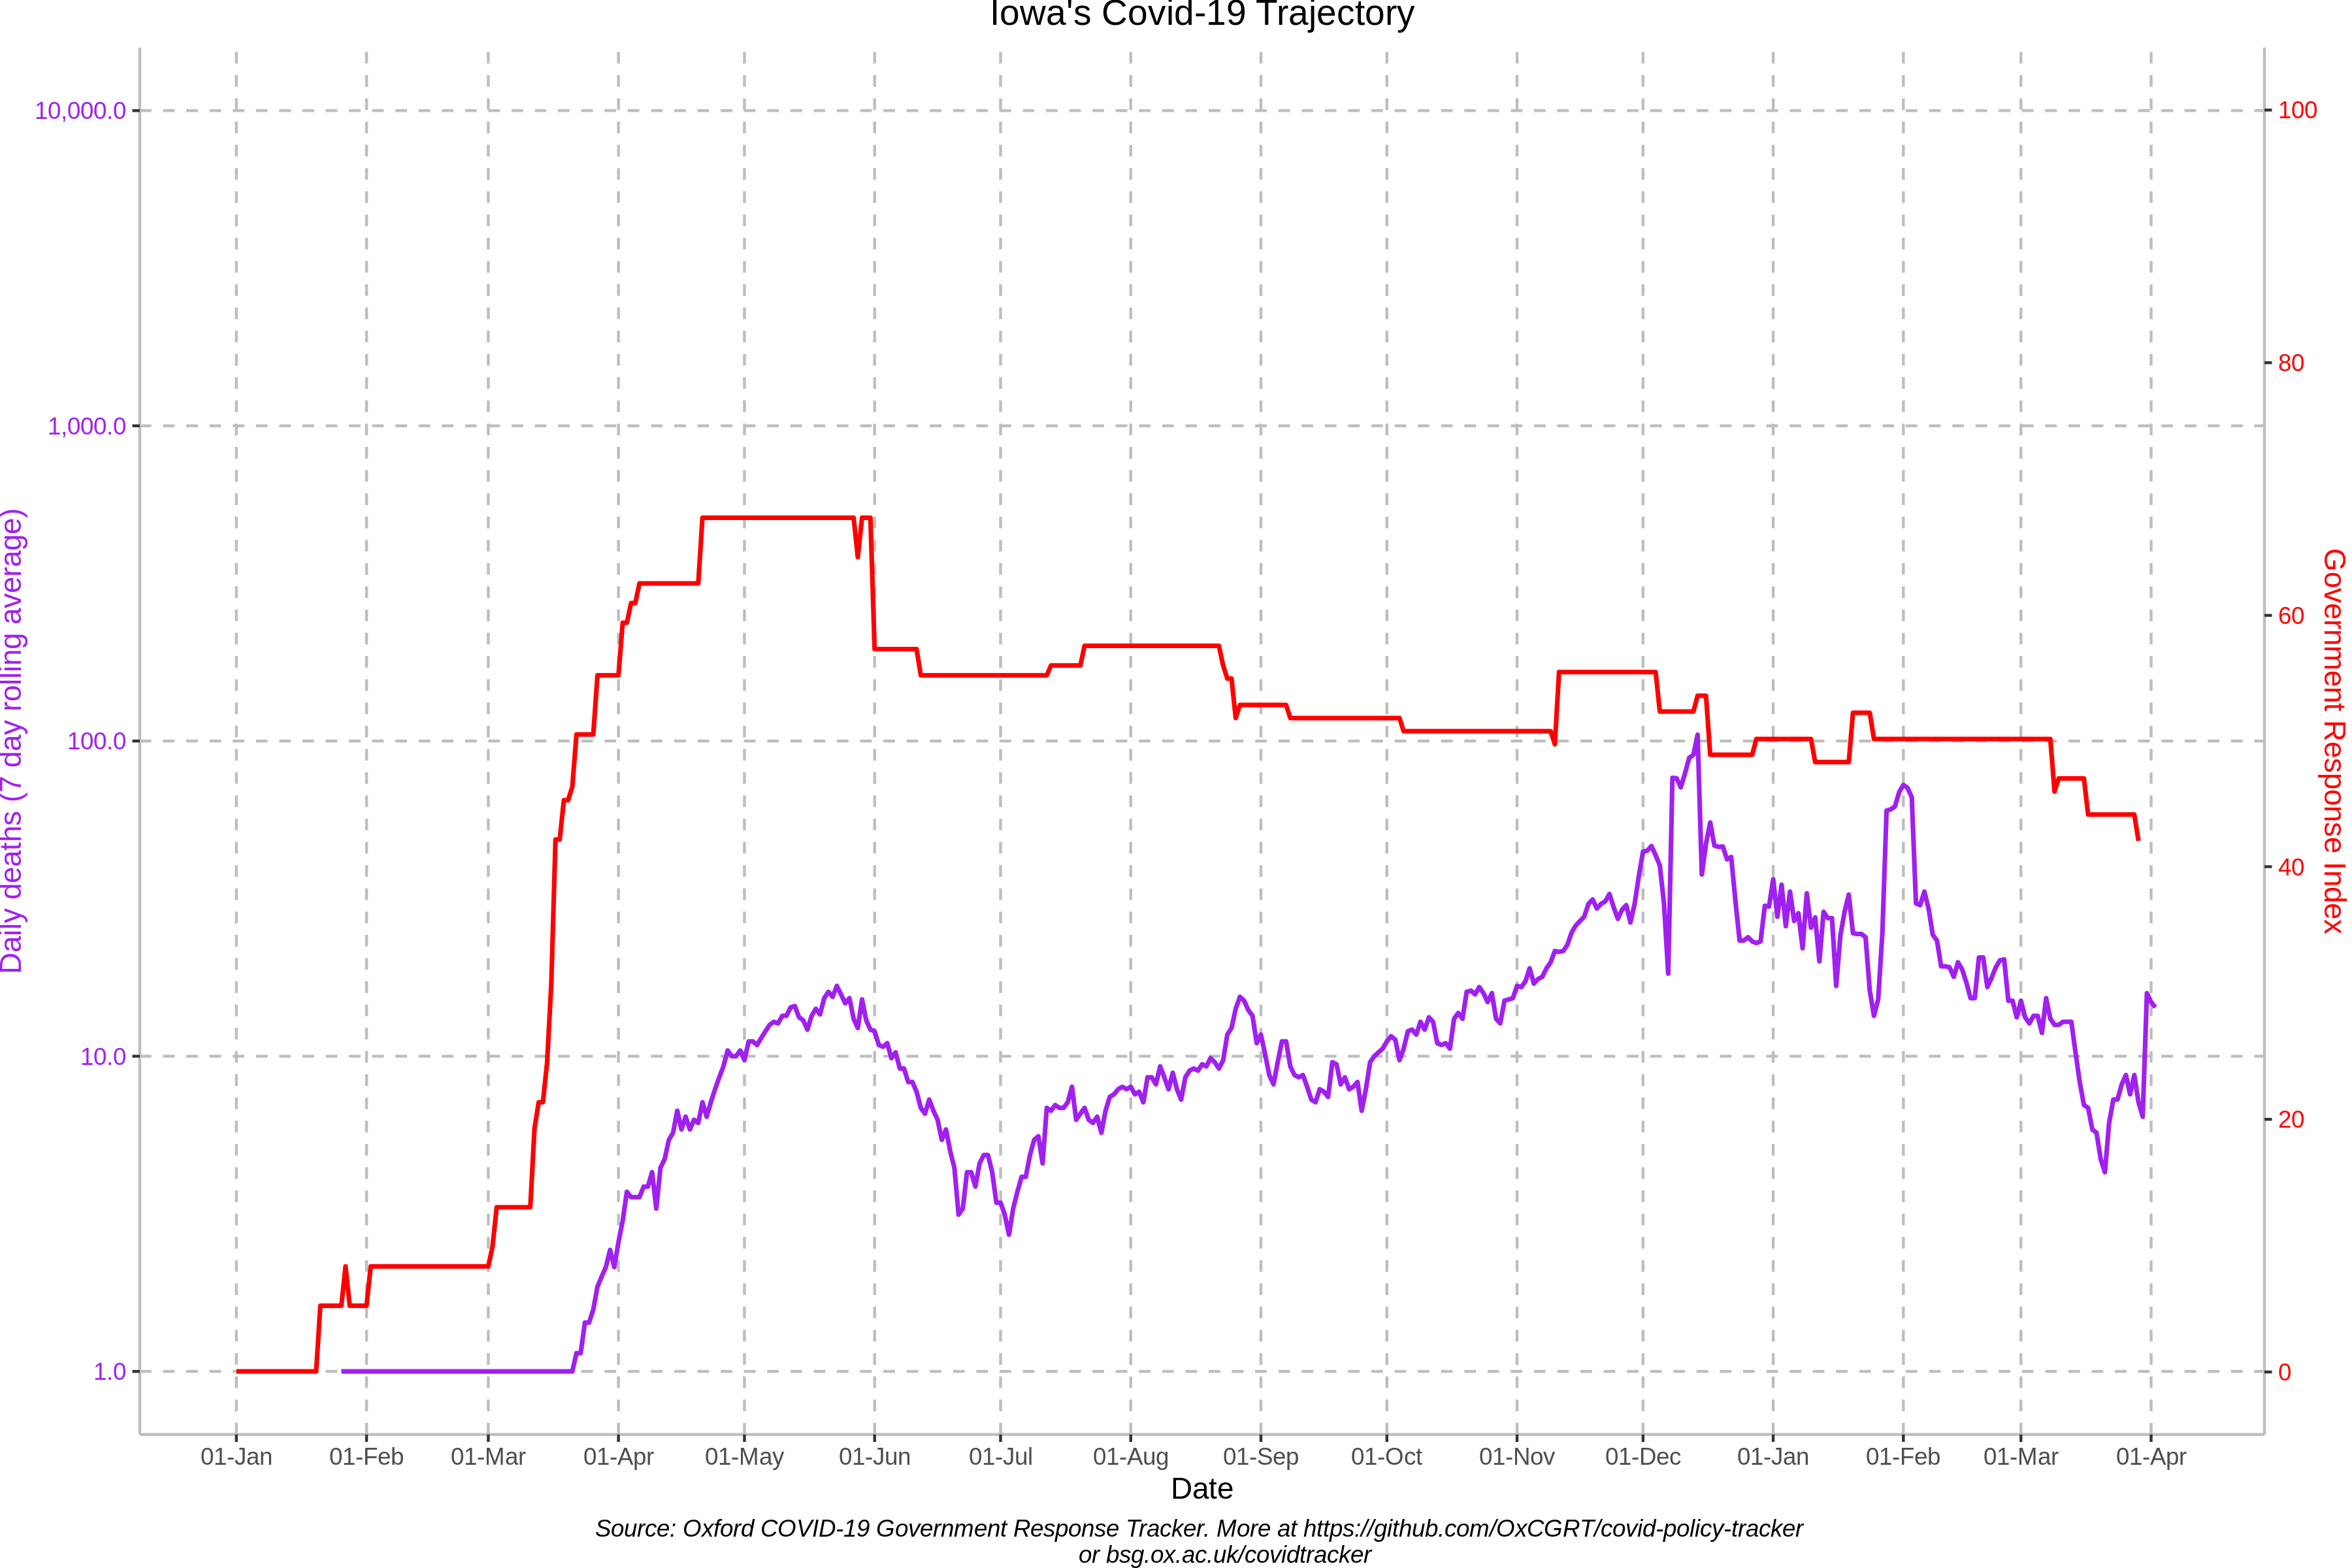 Iowa's Covid-19 Trajectory
10,000.0
1,000.0
100.0
10.0
1.0
Daily deaths (7 day rolling average)
100
80
60
40
20
0
Government Response Index
01-Jan 01-Feb 01-Mar 01-Apr 01-May 01-Jun 01-Jul 01-Aug 01-Sep 01-Oct 01-Nov 01-Dec 01-Jan 01-Feb 01-Mar 01-Apr
Date
Source: Oxford COVID-19 Government Response Tracker. More at https://github.com/OxCGRT/covid-policy-tracker
or bsg.ox.ac.uk/covidtracker